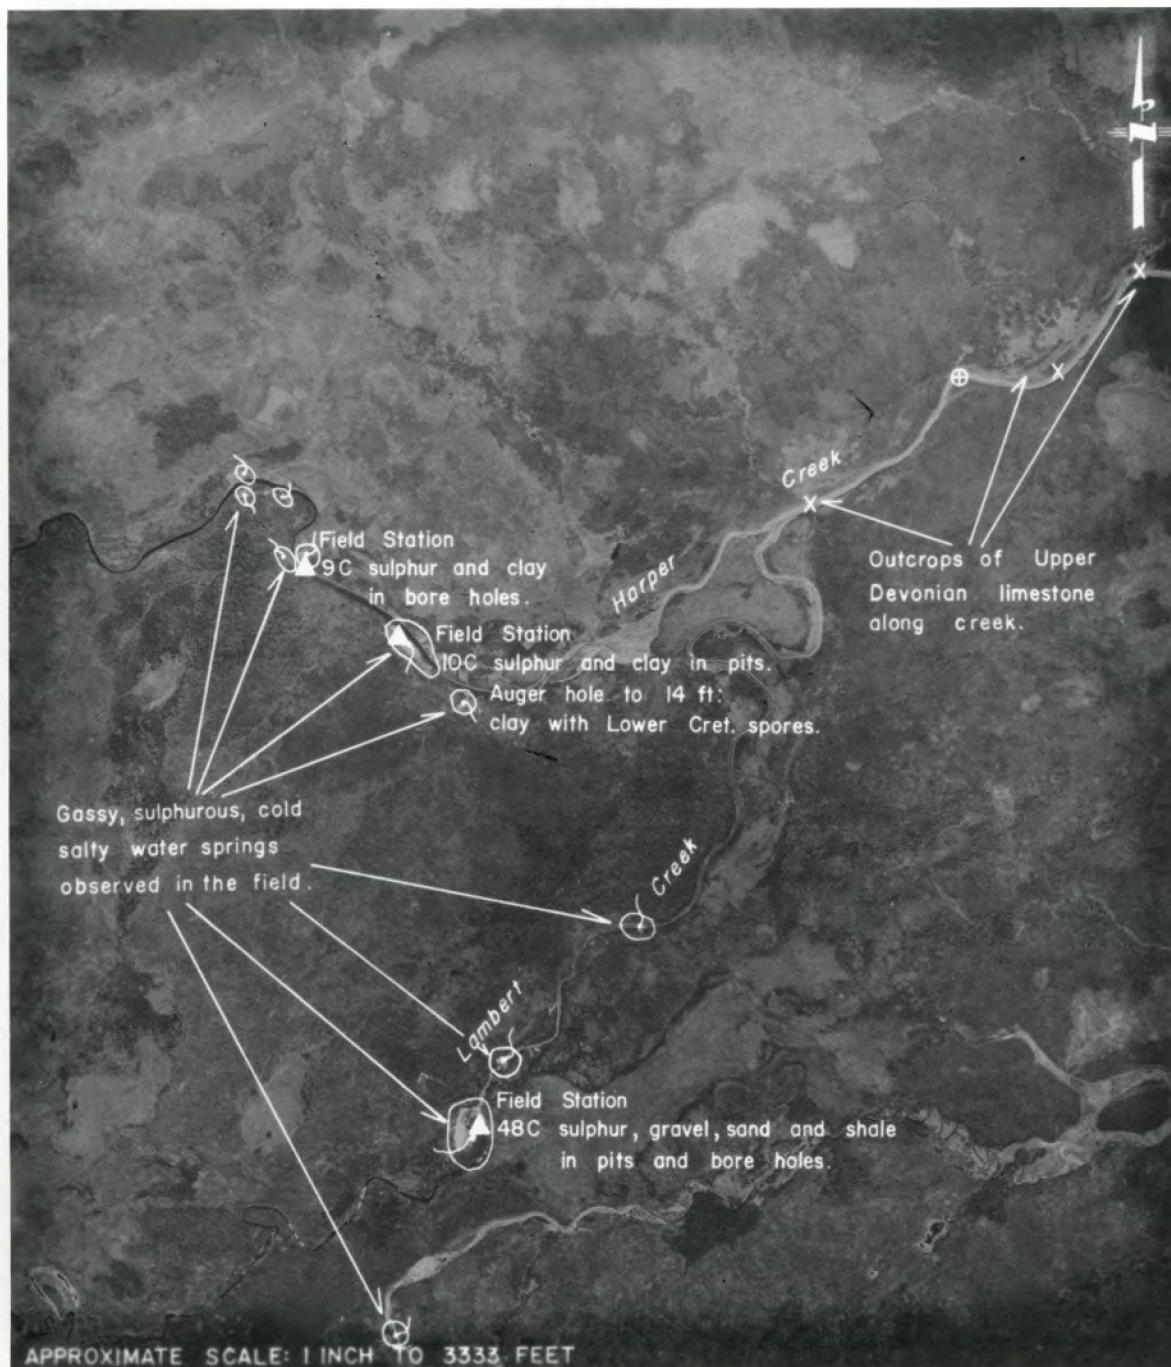 N
Creek
Harper
Outcrops of Upper
Devonian limestone
along creek.
Field Station
9C sulphur and clay
in bore holes.
Field Station
10C sulphur and clay in pits.
Auger hole to 14 ft:
clay with Lower Cret. spores.
Gassy, sulphurous, cold
salty water springs
observed in the field.
Creek
Lambert
Field Station
48C sulphur, gravel, sand and shale
in pits and bore holes.
APPROXIMATE SCALE: 1 INCH TO 3333 FEET